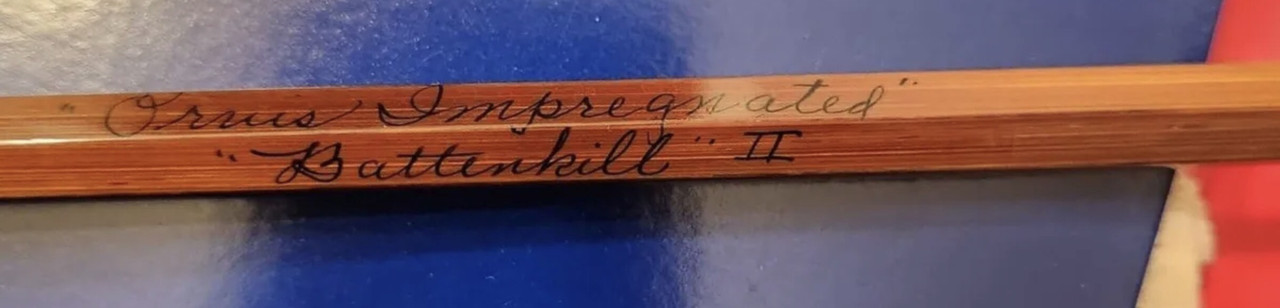 "Orvis Impregnated"
"Battenkill" II